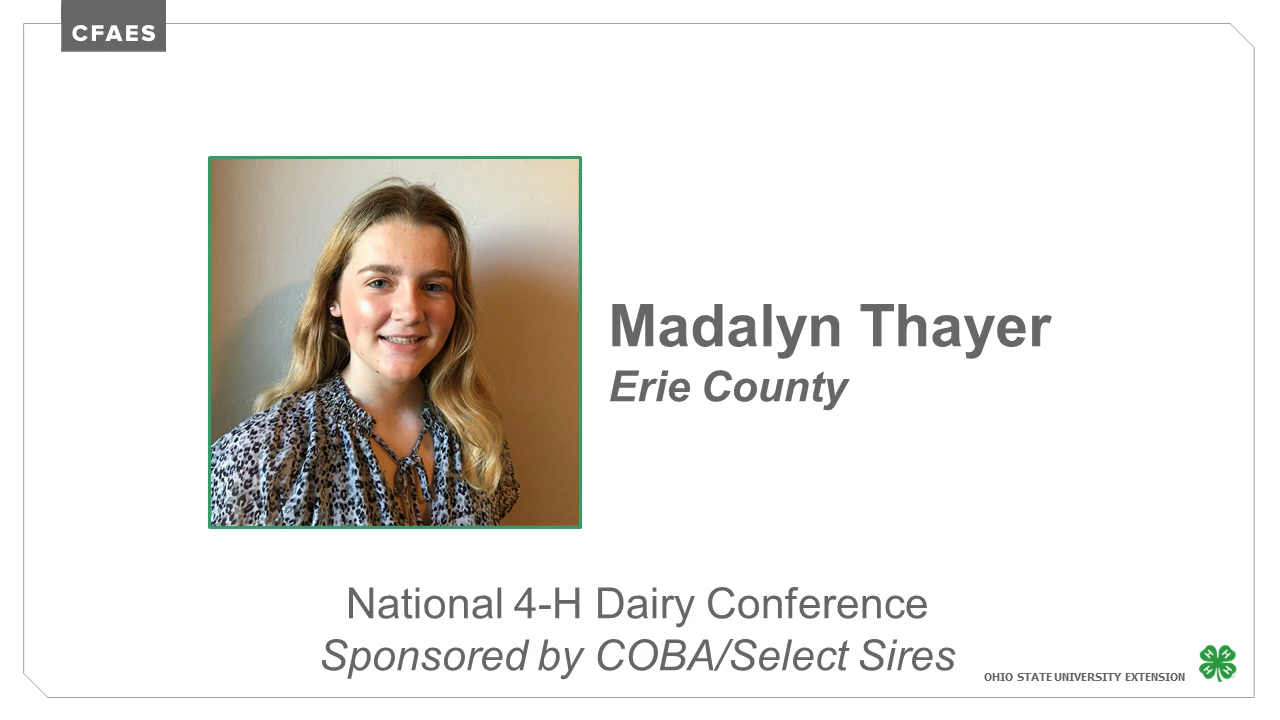 CFAES
Madalyn Thayer
Erie County
National 4-H Dairy Conference
Sponsored by COBA/Select Sires
OHIO STATE UNIVERSITY EXTENSION
H H
H H